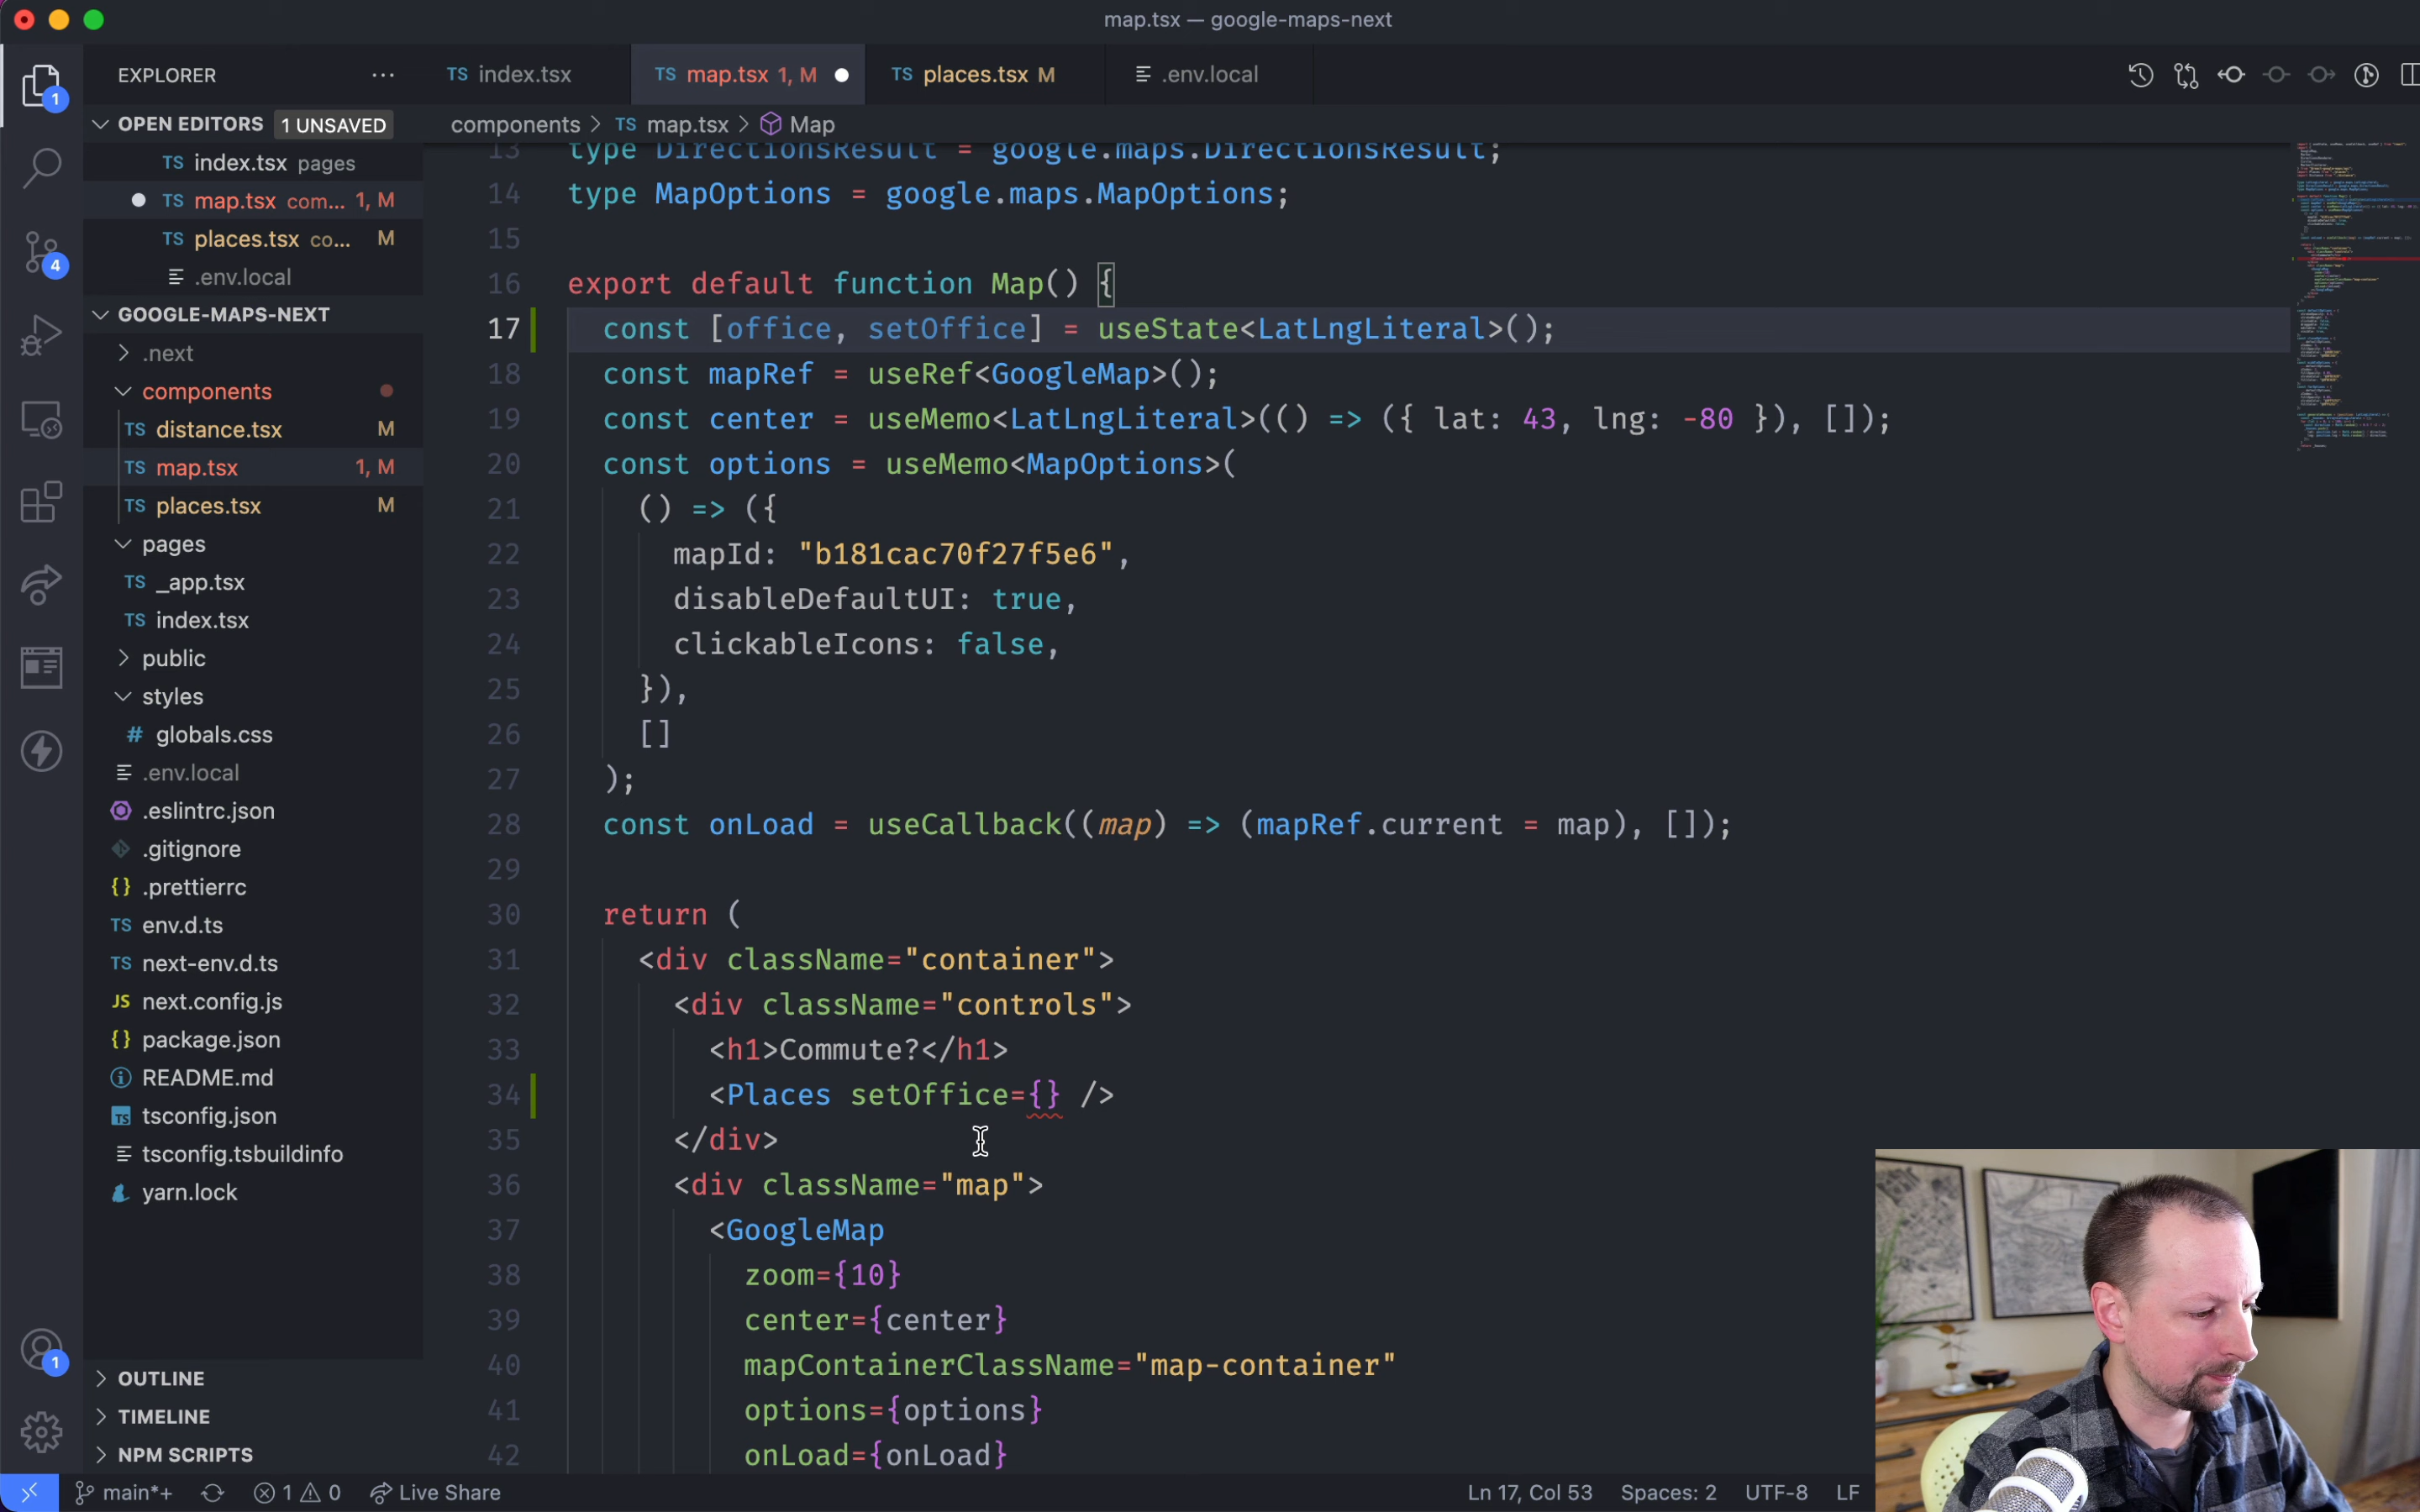 map.tsx — google-maps-next
EXPLORER
TS index.tsx
TS map.tsx 1, M
TS places.tsx M
.env.local
OPEN EDITORS 1 UNSAVED
TS index.tsx pages
TS map.tsx com... 1, M
TS places.tsx co... M
.env.local
GOOGLE-MAPS-NEXT
.next
components
TS distance.tsx M
TS map.tsx 1, M
TS places.tsx M
pages
TS _app.tsx
TS index.tsx
public
styles
# globals.css
.env.local
.eslintrc.json
.gitignore
{} .prettierrc
TS env.d.ts
TS next-env.d.ts
JS next.config.js
{} package.json
README.md
TS tsconfig.json
tsconfig.tsbuildinfo
yarn.lock
OUTLINE
TIMELINE
NPM SCRIPTS
1
4
1
components > TS map.tsx > Map
13 type DirectionsResult = google.maps.DirectionsResult;
14 type MapOptions = google.maps.MapOptions;
15
16 export default function Map() {
17 const [office, setOffice] = useState<LatLngLiteral>();
18 const mapRef = useRef<GoogleMap>();
19 const center = useMemo<LatLngLiteral>(() => ({ lat: 43, lng: -80 }), []);
20 const options = useMemo<MapOptions>(
21 () => ({
22 mapId: "b181cac70f27f5e6",
23 disableDefaultUI: true,
24 clickableIcons: false,
25 }),
26 []
27 );
28 const onLoad = useCallback((map) => (mapRef.current = map), []);
29
30 return (
31 <div className="container">
32 <div className="controls">
33 <h1>Commute?</h1>
34 <Places setOffice={} />
35 </div>
36 <div className="map">
37 <GoogleMap
38 zoom={10}
39 center={center}
40 mapContainerClassName="map-container"
41 options={options}
42 onLoad={onLoad}
main*+ 1 0 Live Share
Ln 17, Col 53 Spaces: 2 UTF-8 LF